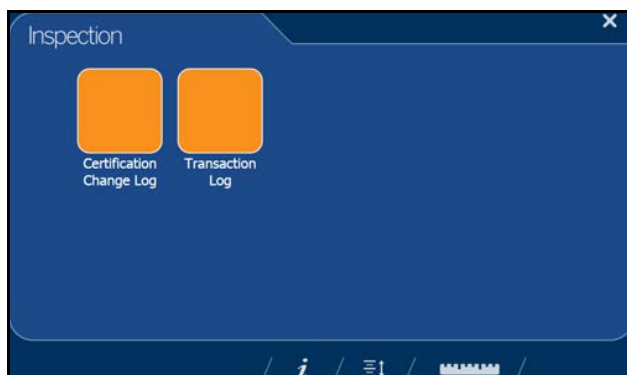 Inspection
Certification
Change Log
Transaction
Log
i